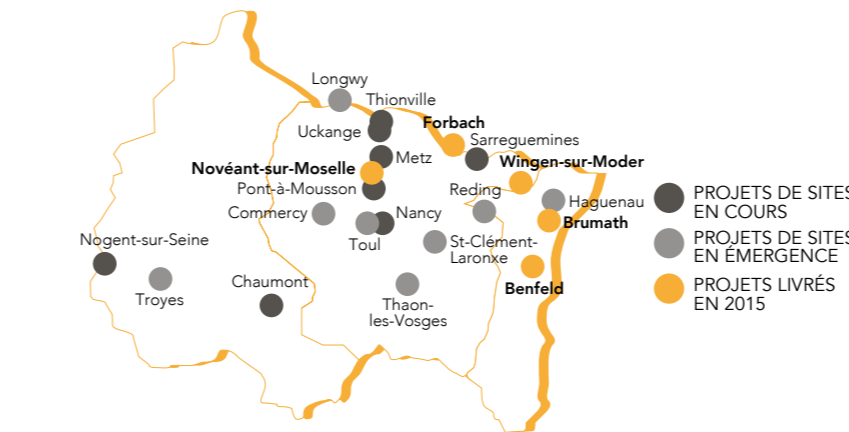 Longwy
Thionville
Forbach
Uckange
Sarreguemines
Metz
Wingen-sur-Moder
Novéant-sur-Moselle
Pont-à-Mousson
Reding
Haguenau
Commercy
Nancy
Brumath
Toul
St-Clément-
Laronxe
Nogent-sur-Seine
Chaumont
Benfeld
Troyes
Thaon-
les-Vosges
PROJETS DE SITES
EN COURS
PROJETS DE SITES
EN ÉMERGENCE
PROJETS LIVRÉS
EN 2015